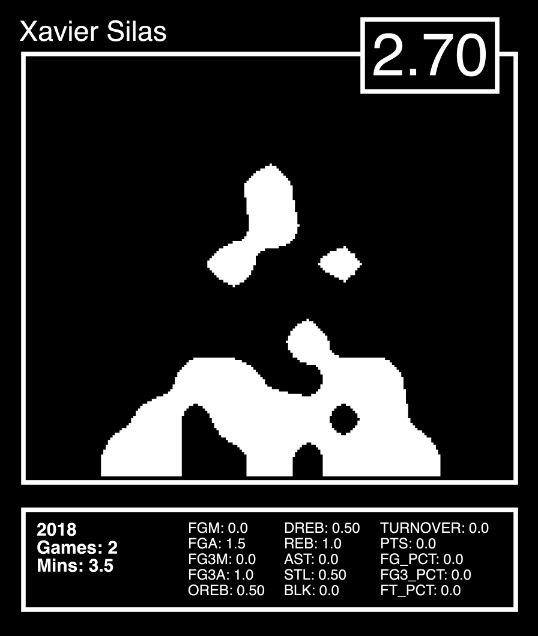 Xavier Silas
2.70
2018
Games: 2
Mins: 3.5
FGM: 0.0
FGA: 1.5
FG3M: 0.0
FG3A: 1.0
OREB: 0.50
DREB: 0.50
REB: 1.0
AST: 0.0
STL: 0.50
BLK: 0.0
TURNOVER: 0.0
PTS: 0.0
FG_PCT: 0.0
FG3_PCT: 0.0
FT_PCT: 0.0